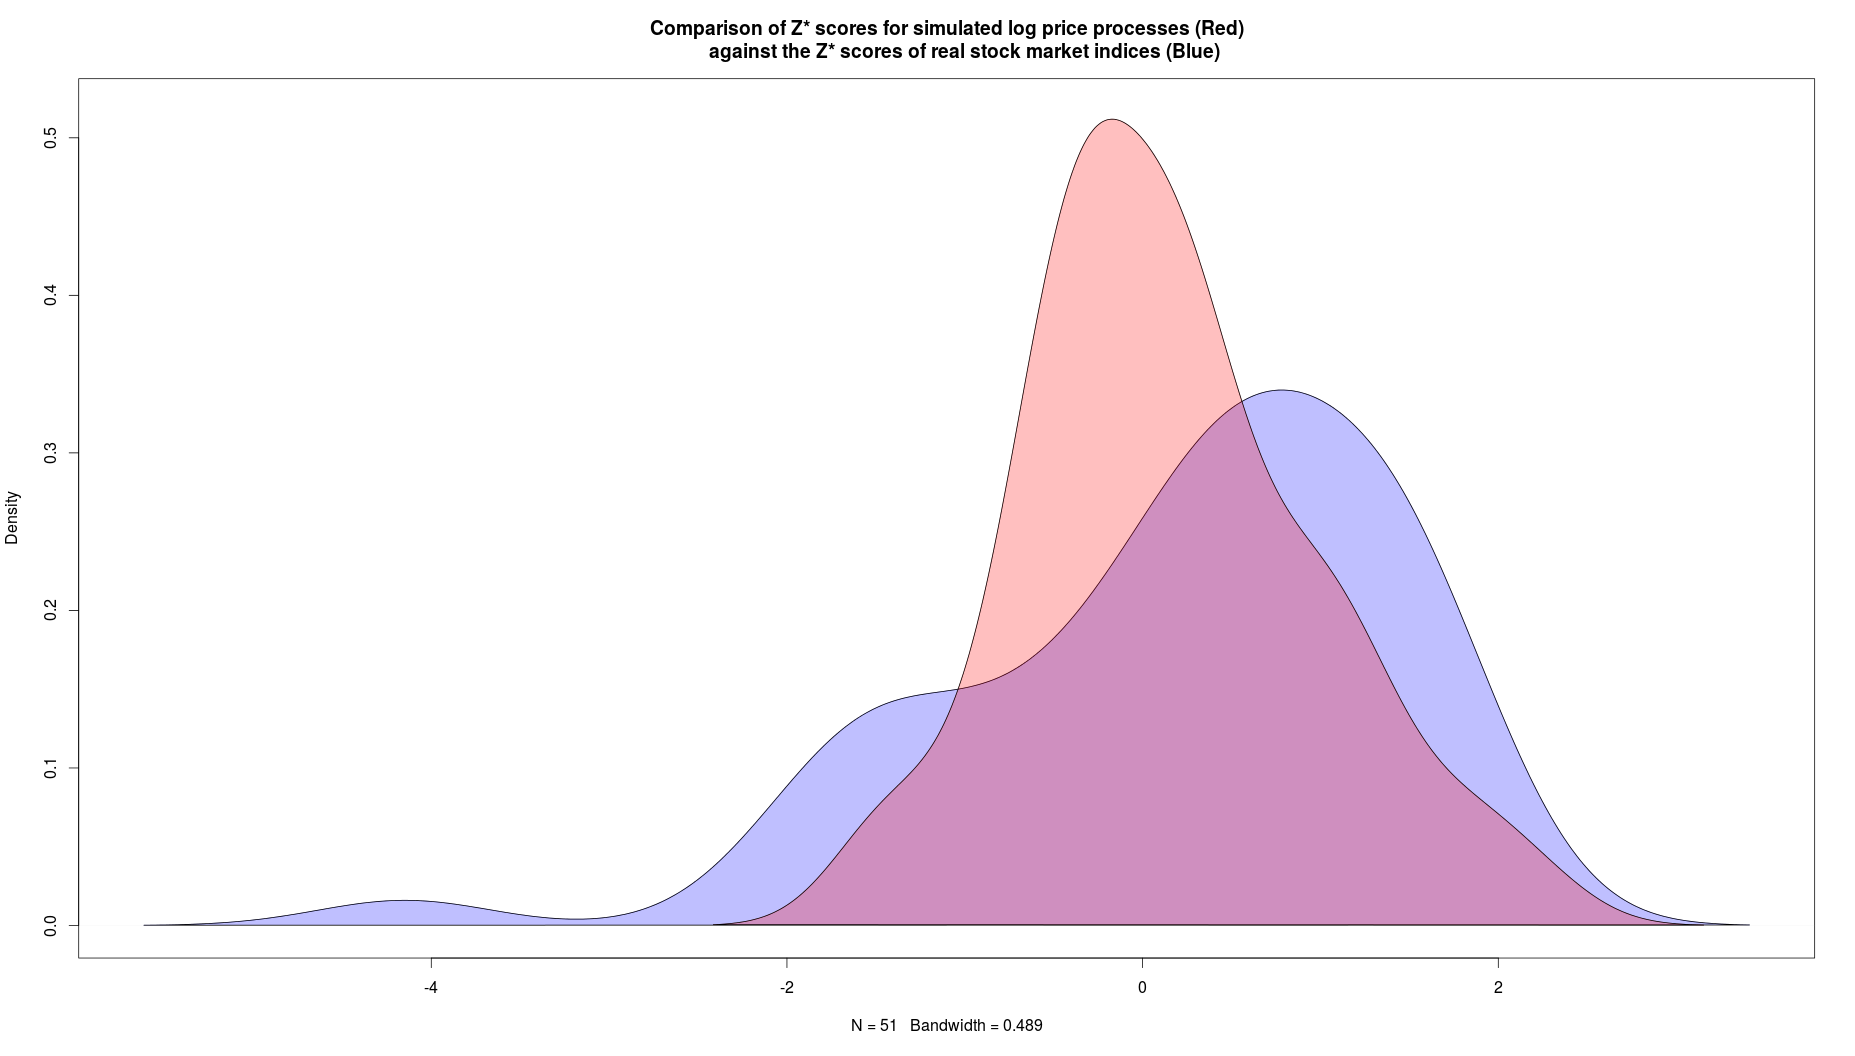 Comparison of Z* scores for simulated log price processes (Red)
against the Z* scores of real stock market indices (Blue)
0.5
0.4
0.3
0.2
0.1
0.0
Density
-4 -2 0 2
N = 51 Bandwidth = 0.489